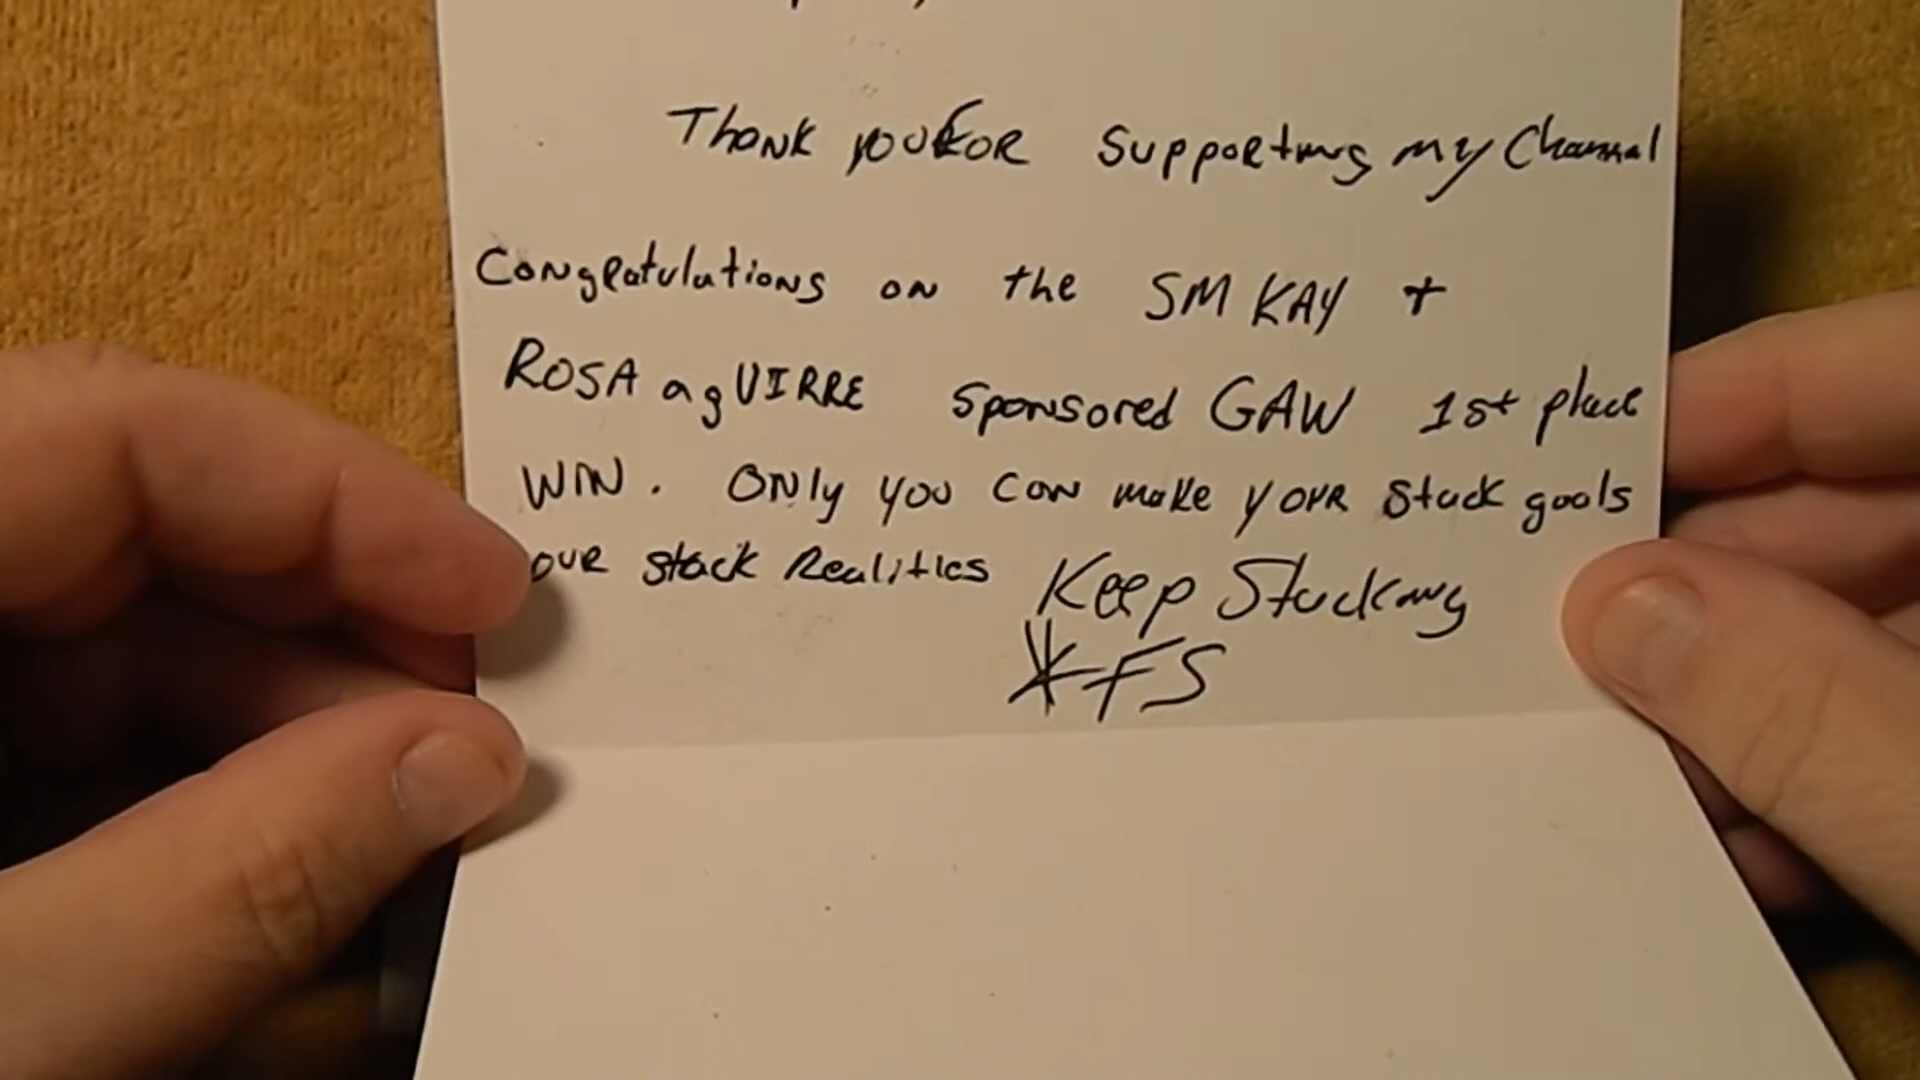 Thank you FOR Supporting my Channel
Congratulations on the SM KAY +
ROSA agUIRRE Sponsored GAW 1st place
WIN. ONly you can make your Stack goals
our stack Realities
Keep Stacking
FS